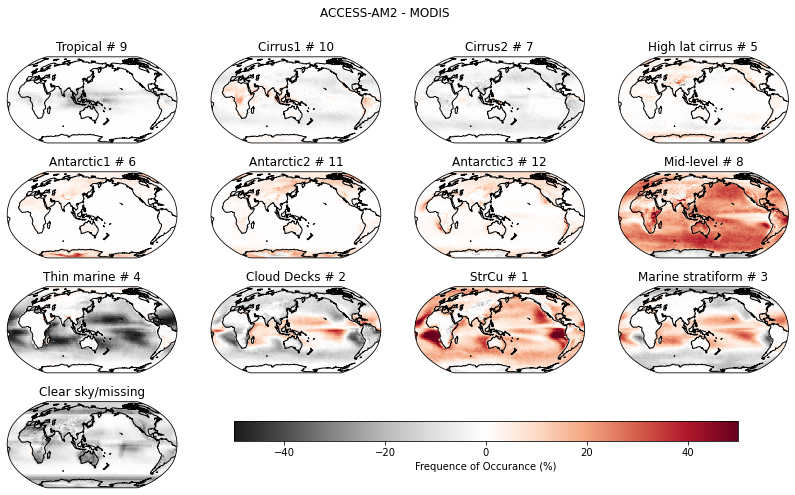 ACCESS-AM2 - MODIS
Tropical # 9
Cirrus1 # 10
Cirrus2 # 7
High lat cirrus # 5
Antarctic1 # 6
Antarctic2 # 11
Antarctic3 # 12
Mid-level # 8
Thin marine # 4
Cloud Decks # 2
StrCu # 1
Marine stratiform # 3
Clear sky/missing
−40 −20 0 20 40
Frequence of Occurance (%)